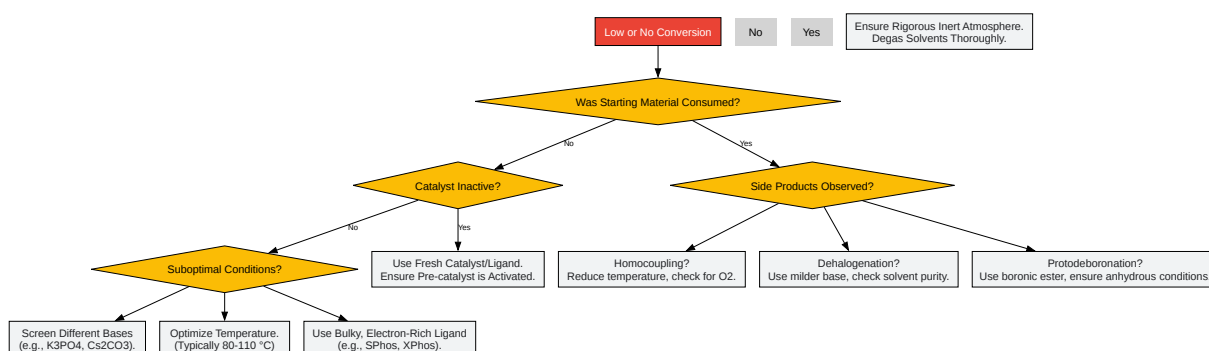 Low or No Conversion
No
Yes
Ensure Rigorous Inert Atmosphere.
Degas Solvents Thoroughly.
Was Starting Material Consumed?
No
Yes
Catalyst Inactive?
Side Products Observed?
No
Yes
Suboptimal Conditions?
Use Fresh Catalyst/Ligand.
Ensure Pre-catalyst is Activated.
Homocoupling?
Reduce temperature, check for O2.
Dehalogenation?
Use milder base, check solvent purity.
Protodeboronation?
Use boronic ester, ensure anhydrous conditions.
Screen Different Bases
(e.g., K3PO4, Cs2CO3).
Optimize Temperature.
(Typically 80-110 °C)
Use Bulky, Electron-Rich Ligand
(e.g., SPhos, XPhos).